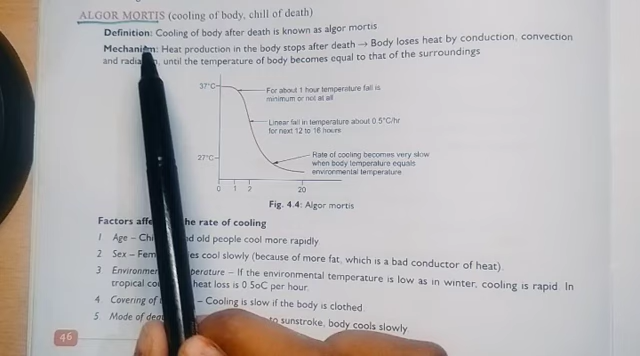 ALGOR MORTIS (cooling of body, chill of death)
Definition: Cooling of body after death is known as algor mortis
Mechanism: Heat production in the body stops after death → Body loses heat by conduction, convection
and, until the temperature of body becomes equal to that of the surroundings
37°C
For about 1 hour temperature fall is
minimum or not at all
Linear fall in temperature about 0.5°C/hr
for next 12 to 16 hours
27°C
Rate of cooling becomes very slow
when body temperature equals
environmental temperature
0 1 2 20
Fig. 4.4: Algor mortis
Factors he rate of cooling
1 Age – d old people cool more rapidly
2 Sex – es cool slowly (because of more fat, which is a bad conductor of heat)
3 perature – If the environmental temperature is low as in winter, cooling is rapid. In
tropical heat loss is 0 5oC per hour.
4 Covering of – Cooling is slow if the body is clothed.
5 Mode of to sunstroke, body cools slowly
46